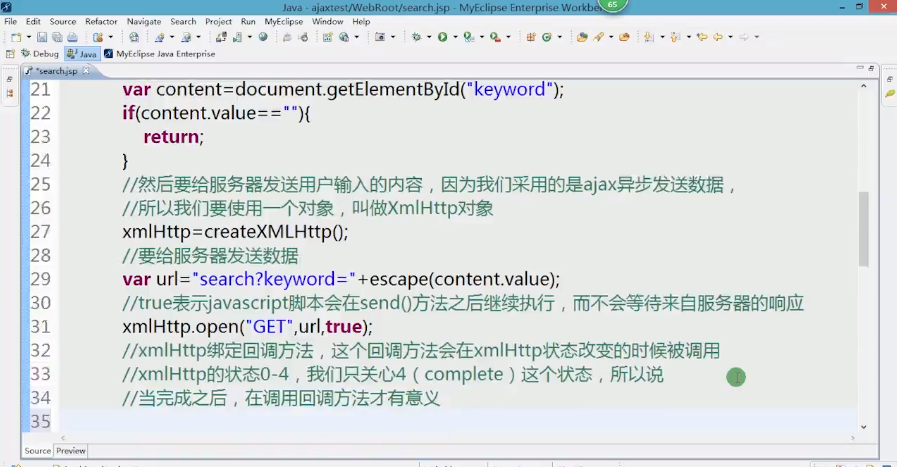 Java - ajaxtest/WebRoot/search.jsp - MyEclipse Enterprise Workbe
65
File Edit Source Refactor Navigate Search Project Run MyEclipse Window Help
Debug Java MyEclipse Java Enterprise
*search.jsp
21 var content=document.getElementById("keyword");
22 if(content.value==""){
23 return;
24 }
25 //然后要给服务器发送用户输入的内容，因为我们采用的是ajax异步发送数据，
26 //所以我们要使用一个对象，叫做XmlHttp对象
27 xmlHttp=createXMLHttp();
28 //要给服务器发送数据
29 var url="search?keyword="+escape(content.value);
30 //true表示javascript脚本会在send()方法之后继续执行，而不会等待来自服务器的响应
31 xmlHttp.open("GET",url,true);
32 //xmlHttp绑定回调方法，这个回调方法会在xmlHttp状态改变的时候被调用
33 //xmlHttp的状态0-4，我们只关心4（complete）这个状态，所以说
34 //当完成之后，在调用回调方法才有意义
35
Source Preview